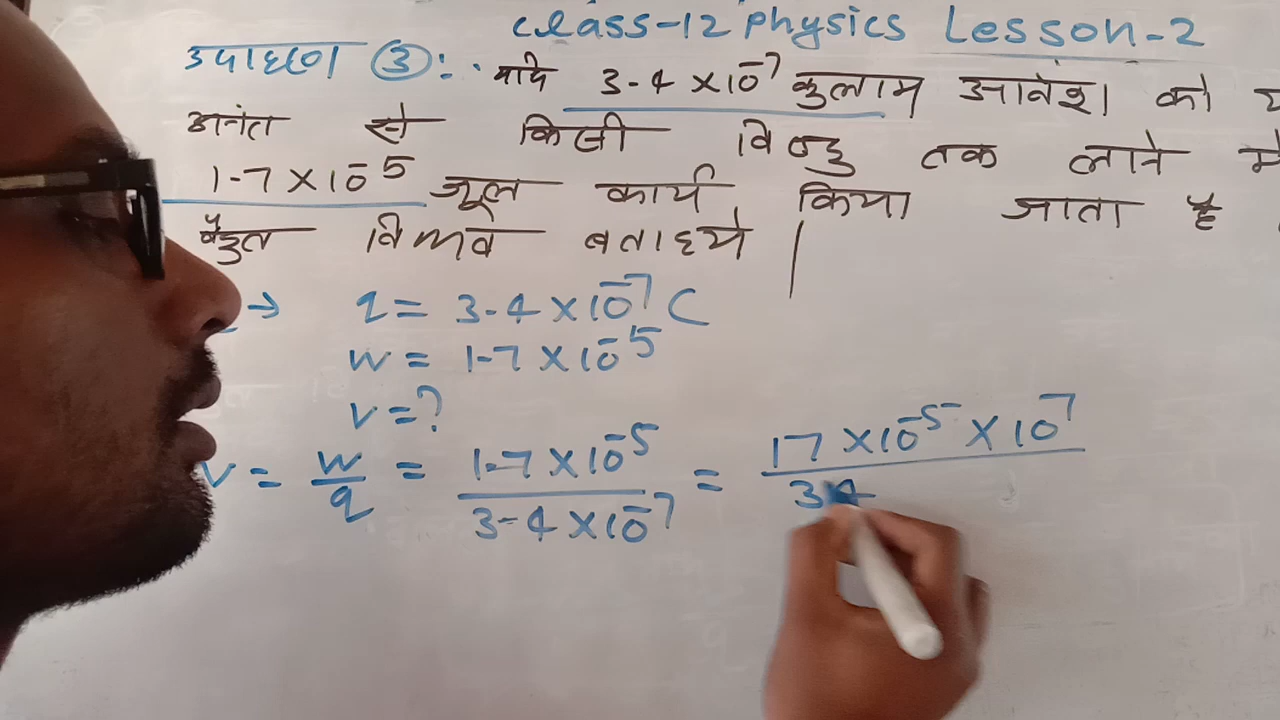 Class-12 Physics Lesson-2
उदाहरण ③:- यदि 3.4 × 10⁻⁷ कुलाम आवेश को
अनंत से किसी बिन्दु तक लाने में
1.7 × 10⁻⁵ जूल कार्य किया जाता है
वैद्युत विभव बताइये |
→ q = 3.4 × 10⁻⁷ C
w = 1.7 × 10⁻⁵
v = ?
v = w/q = 1.7 × 10⁻⁵ / 3.4 × 10⁻⁷ = 17 × 10⁻⁵ × 10⁷ / 34